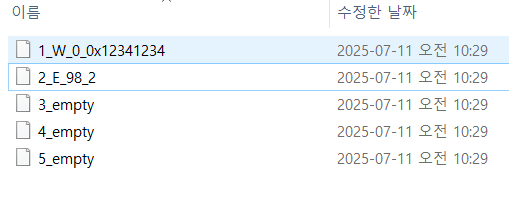 이름 수정한 날짜
1_W_0_0x12341234 2025-07-11 오전 10:29
2_E_98_2 2025-07-11 오전 10:29
3_empty 2025-07-11 오전 10:29
4_empty 2025-07-11 오전 10:29
5_empty 2025-07-11 오전 10:29